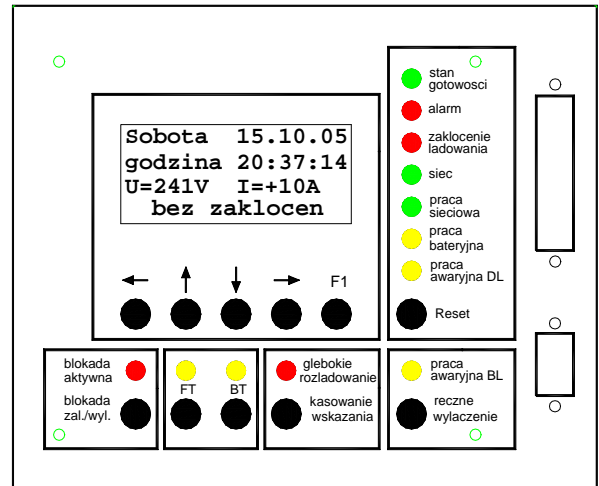 Sobota 15.10.05
godzina 20:37:14
U=241V I=+10A
bez zaklocen
F1
stan
gotowosci
alarm
zaklocenie
ladowania
siec
praca
sieciowa
praca
bateryjna
praca
awaryjna DL
Reset
blokada
aktywna
blokada
zal./wyl.
FT BT
glebokie
rozladowanie
kasowanie
wskazania
praca
awaryjna BL
reczne
wylaczenie